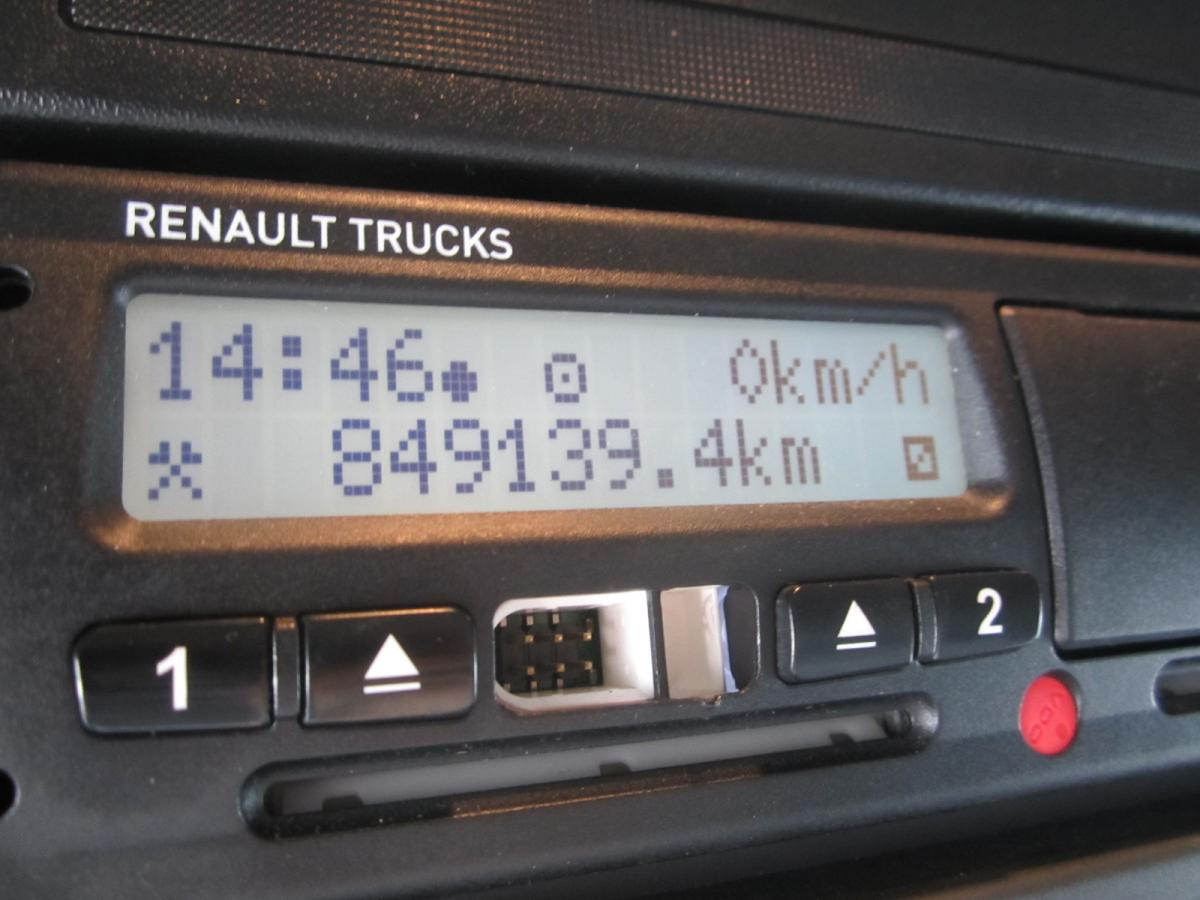 RENAULT TRUCKS
14:46● ⊙ 0km/h
⚒ 849139.4km ☒
1 ⏏ ⏏ 2